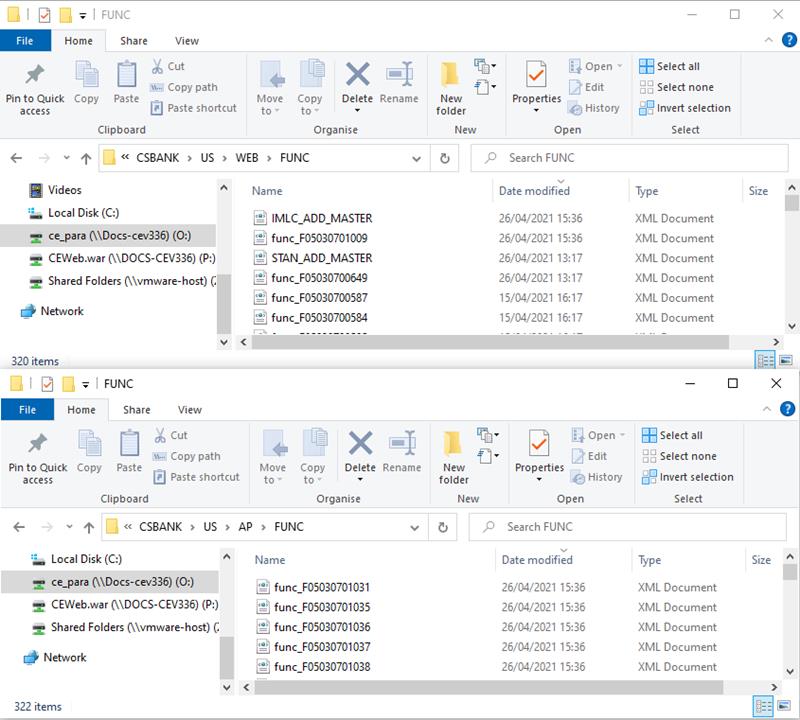 FUNC
File Home Share View
Pin to Quick access
Copy
Paste
Cut
Copy path
Paste shortcut
Clipboard
Move to
Copy to
Delete
Rename
Organise
New folder
New
Properties
Open
Edit
History
Open
Select all
Select none
Invert selection
Select
« CSBANK > US > WEB > FUNC
Search FUNC
Videos
Local Disk (C:)
ce_para (\\Docs-cev336) (O:)
CEWeb.war (\\DOCS-CEV336) (P:)
Shared Folders (\\vmware-host) (
Network
Name Date modified Type Size
IMLC_ADD_MASTER 26/04/2021 15:36 XML Document
func_F05030701009 26/04/2021 15:36 XML Document
STAN_ADD_MASTER 26/04/2021 13:17 XML Document
func_F05030700649 26/04/2021 13:17 XML Document
func_F05030700587 15/04/2021 16:17 XML Document
func_F05030700584 15/04/2021 16:17 XML Document
320 items
FUNC
File Home Share View
Pin to Quick access
Copy
Paste
Cut
Copy path
Paste shortcut
Clipboard
Move to
Copy to
Delete
Rename
Organise
New folder
New
Properties
Open
Edit
History
Open
Select all
Select none
Invert selection
Select
« CSBANK > US > AP > FUNC
Search FUNC
Local Disk (C:)
ce_para (\\Docs-cev336) (O:)
CEWeb.war (\\DOCS-CEV336) (P:)
Shared Folders (\\vmware-host) (
Network
Name Date modified Type Size
func_F05030701031 26/04/2021 15:36 XML Document
func_F05030701035 26/04/2021 15:36 XML Document
func_F05030701036 26/04/2021 15:36 XML Document
func_F05030701037 26/04/2021 15:36 XML Document
func_F05030701038 26/04/2021 15:36 XML Document
322 items